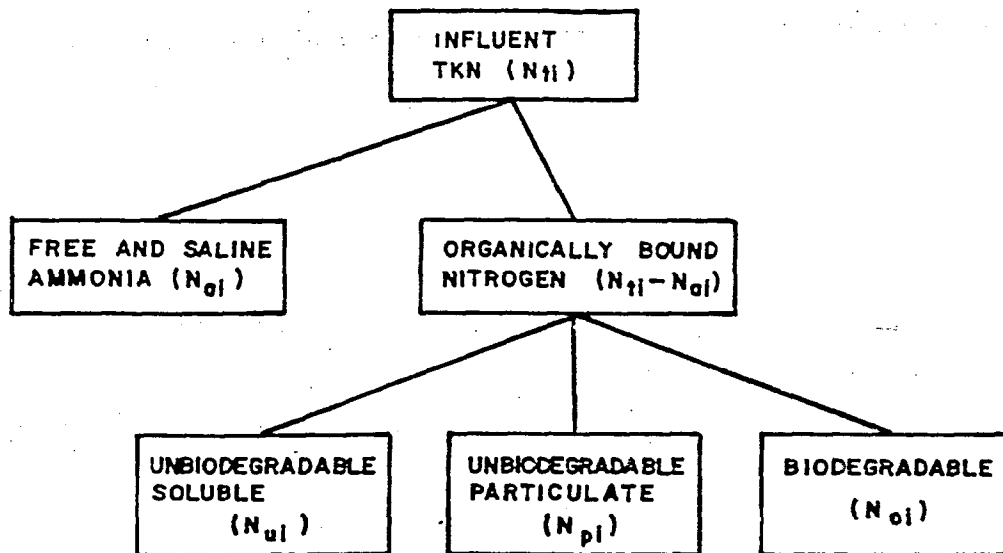 INFLUENT
TKN (Nti)
FREE AND SALINE
AMMONIA (Nai)
ORGANICALLY BOUND
NITROGEN (Nti-Nai)
UNBIODEGRADABLE
SOLUBLE
(Nui)
UNBIODEGRADABLE
PARTICULATE
(Npi)
BIODEGRADABLE
(Noi)